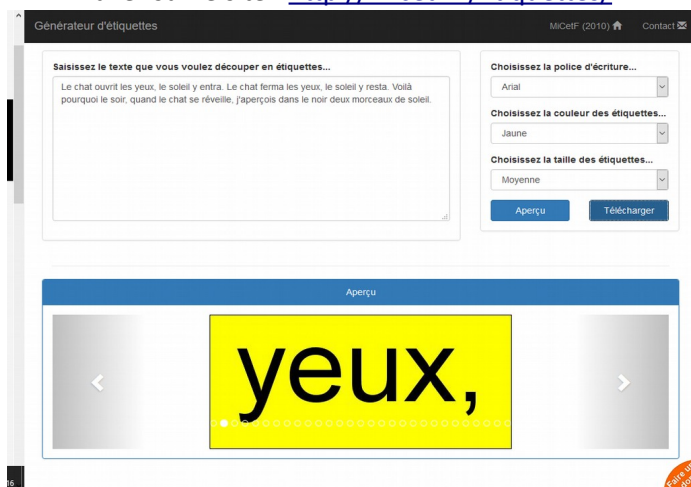 Générateur d'étiquettes
MiCetF (2010)
Contact
Saisissez le texte que vous voulez découper en étiquettes...
Le chat ouvrit les yeux, le soleil y entra. Le chat ferma les yeux, le soleil y resta. Voilà
pourquoi le soir, quand le chat se réveille, j'aperçois dans le noir deux morceaux de soleil.
Choisissez la police d'écriture...
Arial
Choisissez la couleur des étiquettes...
Jaune
Choisissez la taille des étiquettes...
Moyenne
Aperçu
Télécharger
Aperçu
yeux,
Faire un